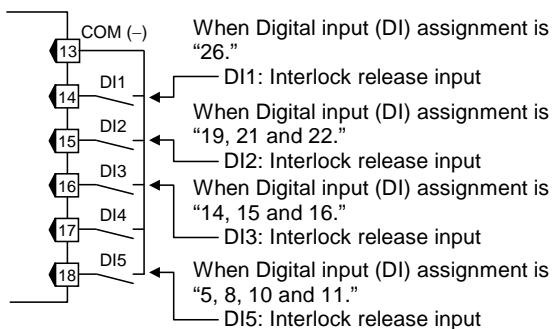 COM (−)
13
DI1
14
DI2
15
DI3
16
DI4
17
DI5
18
When Digital input (DI) assignment is
“26.”
DI1: Interlock release input
When Digital input (DI) assignment is
“19, 21 and 22.”
DI2: Interlock release input
When Digital input (DI) assignment is
“14, 15 and 16.”
DI3: Interlock release input
When Digital input (DI) assignment is
“5, 8, 10 and 11.”
DI5: Interlock release input